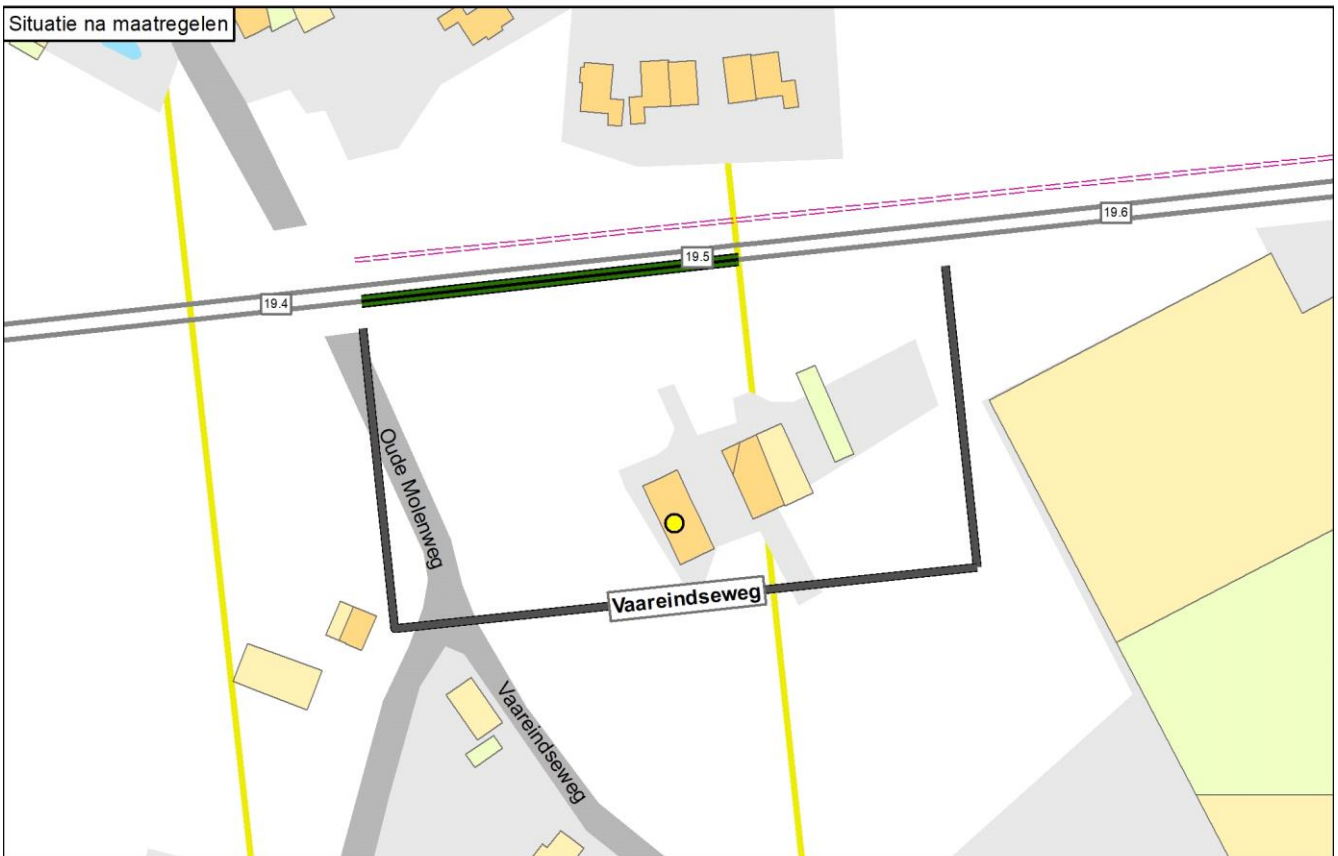 Situatie na maatregelen
19.6
19.5
19.4
Oude Molenweg
Vaareindseweg
Vaareindseweg